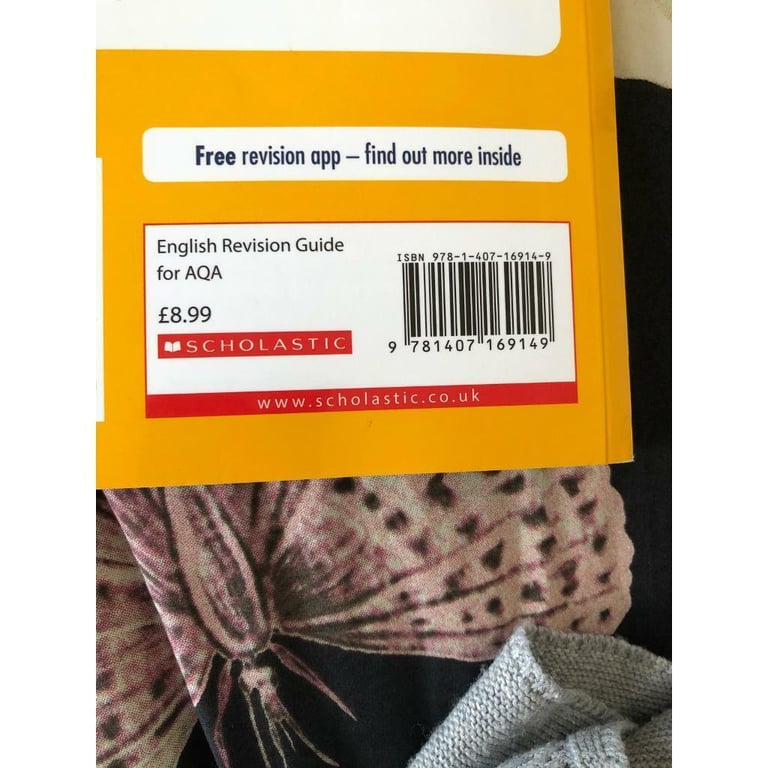 Free revision app – find out more inside
English Revision Guide
for AQA
£8.99
SCHOLASTIC
ISBN 978-1-407-16914-9
9 781407 169149
www.scholastic.co.uk